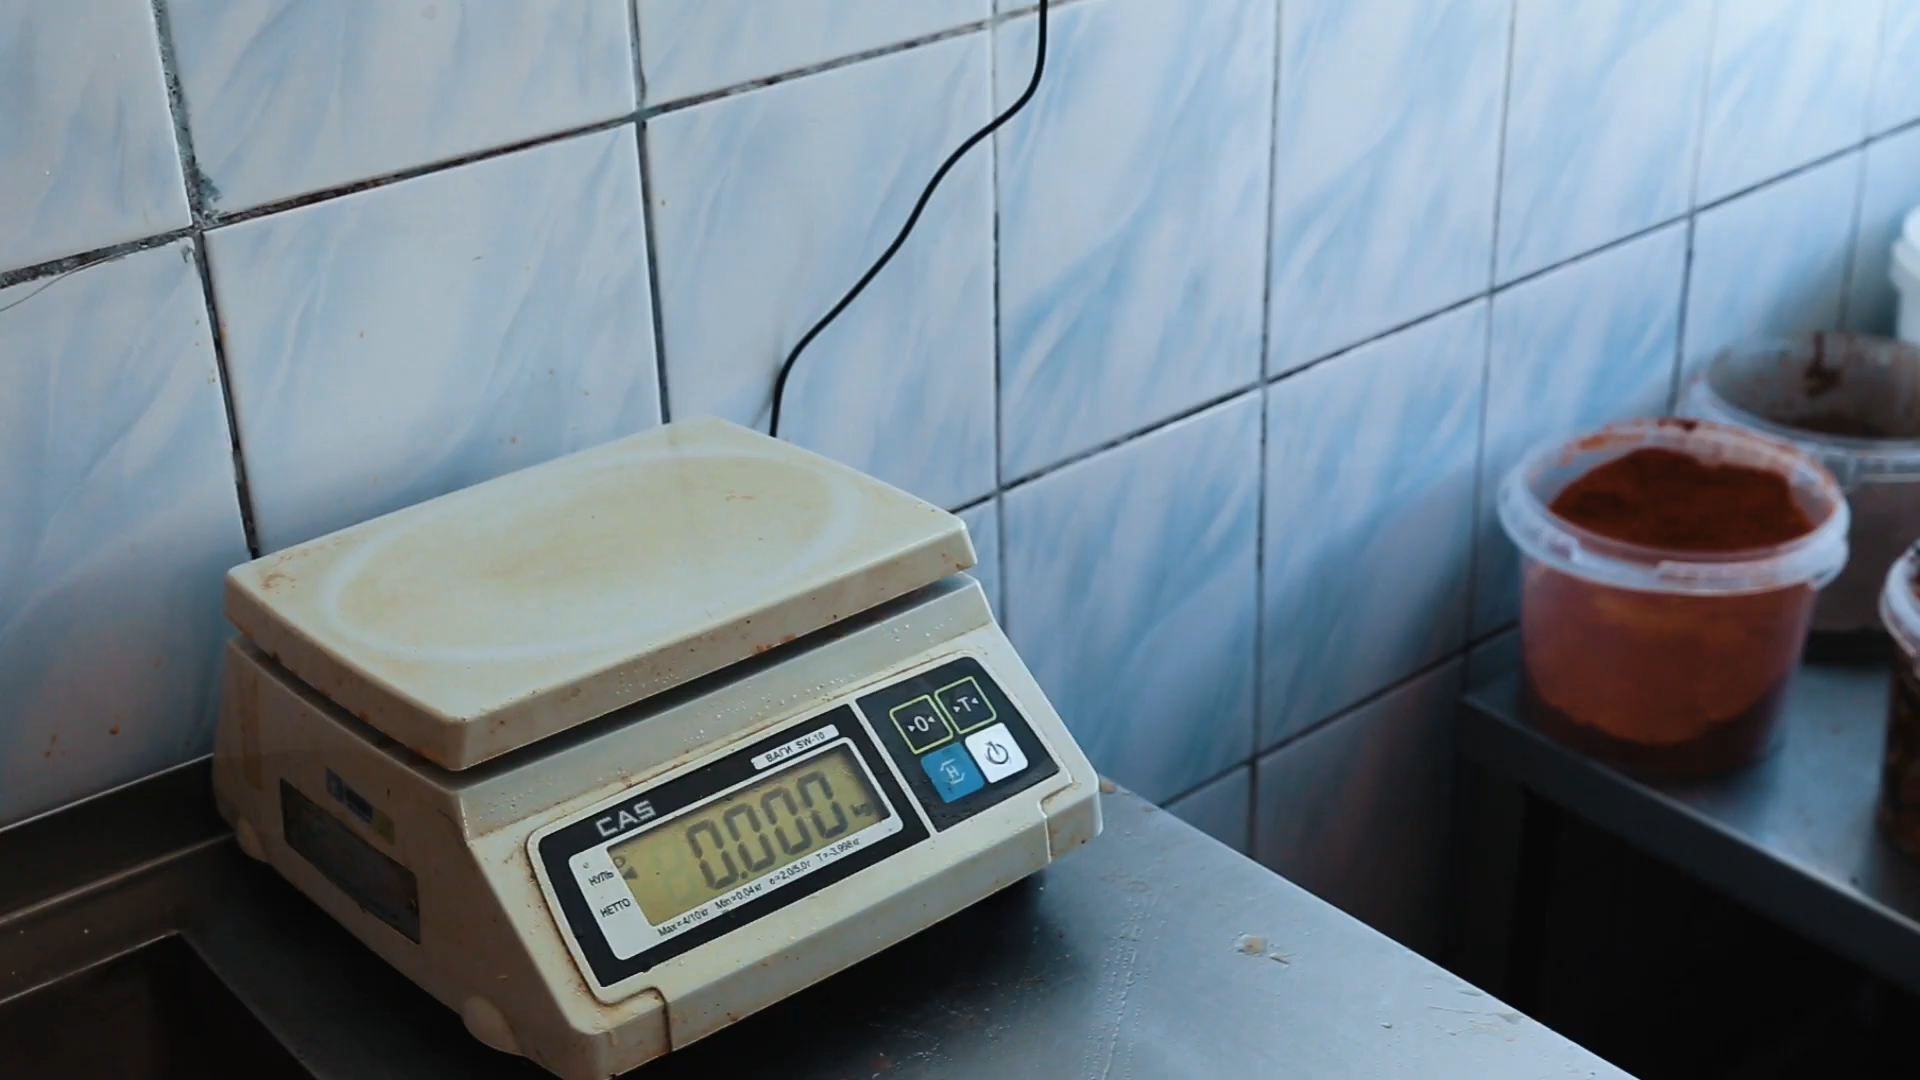 ВАГИ SW-10
CAS
0.000 kg
НУЛЬ
НЕТТО
Max=4/10кг Min=0,04кг e=2,0/5,0г T=-3,998кг
▸0◂
▸T◂
H